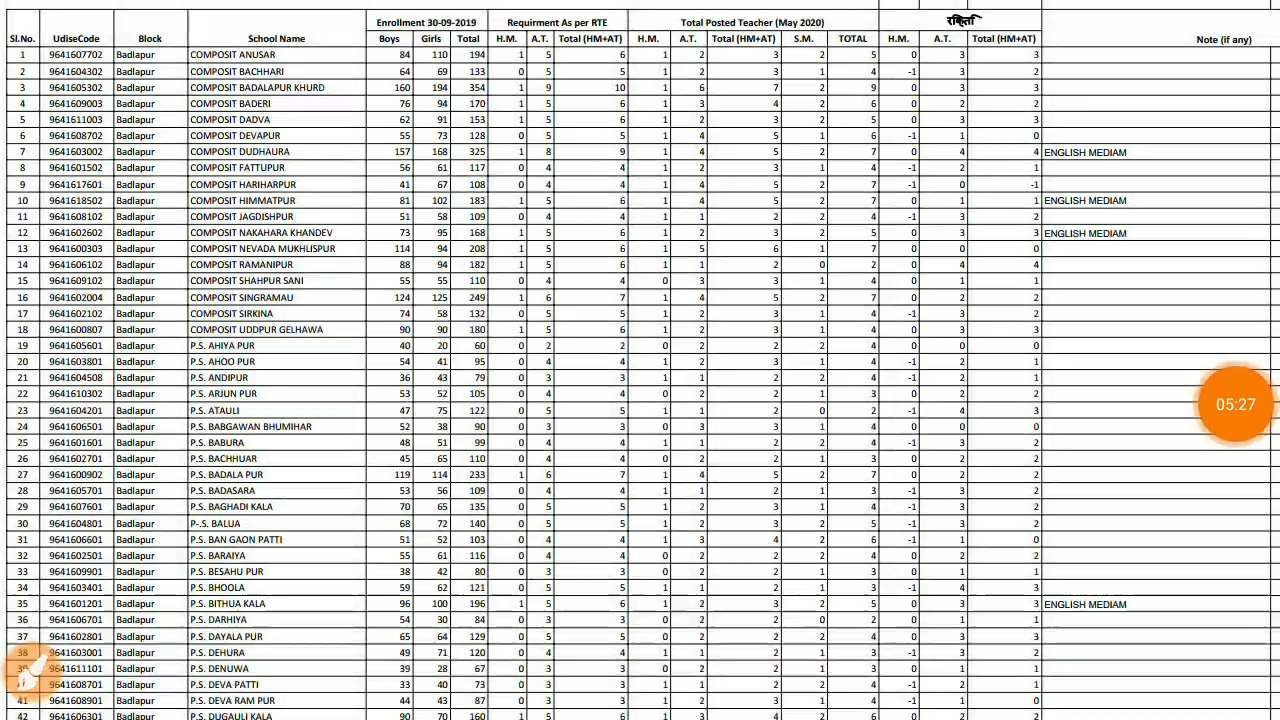 Enrollment 30-09-2019 Requirment As per RTE Total Posted Teacher (May 2020)
Sl.No. UdiseCode Block School Name Boys Girls Total H.M. A.T. Total (HM+AT) H.M. A.T. Total (HM+AT) S.M. TOTAL H.M. A.T. Total (HM+AT) Note (if any)
1 9641607702 Badlapur COMPOSIT ANUSAR 84 110 194 1 5 6 1 2 3 2 5 0 3 3
2 9641604302 Badlapur COMPOSIT BACHHARI 64 69 133 0 5 5 1 2 3 1 4 -1 3 2
3 9641605302 Badlapur COMPOSIT BADALAPUR KHURD 160 194 354 1 9 10 1 6 7 2 9 0 3 3
4 9641609003 Badlapur COMPOSIT BADERI 76 94 170 1 5 6 1 3 4 2 6 0 2 2
5 9641611003 Badlapur COMPOSIT DADVA 62 91 153 1 5 6 1 2 3 2 5 0 3 3
6 9641608702 Badlapur COMPOSIT DEVAPUR 55 73 128 0 5 5 1 4 5 1 6 -1 1 0
7 9641603002 Badlapur COMPOSIT DUDHAURA 157 168 325 1 8 9 1 4 5 2 7 0 4 4 ENGLISH MEDIAM
8 9641601502 Badlapur COMPOSIT FATTUPUR 56 61 117 0 4 4 1 2 3 1 4 -1 2 1
9 9641617601 Badlapur COMPOSIT HARIHARPUR 41 67 108 0 4 4 1 4 5 2 7 -1 0 -1
10 9641618502 Badlapur COMPOSIT HIMMATPUR 81 102 183 1 5 6 1 4 5 2 7 0 1 1 ENGLISH MEDIAM
11 9641608102 Badlapur COMPOSIT JAGDISHPUR 51 58 109 0 4 4 1 1 2 2 4 -1 3 2
12 9641602602 Badlapur COMPOSIT NAKAHARA KHANDEV 73 95 168 1 5 6 1 2 3 2 5 0 3 3 ENGLISH MEDIAM
13 9641600303 Badlapur COMPOSIT NEVADA MUKHLISPUR 114 94 208 1 5 6 1 5 6 1 7 0 0 0
14 9641606102 Badlapur COMPOSIT RAMANIPUR 88 94 182 1 5 6 1 1 2 0 2 0 4 4
15 9641609102 Badlapur COMPOSIT SHAHPUR SANI 55 55 110 0 4 4 0 3 3 1 4 0 1 1
16 9641602004 Badlapur COMPOSIT SINGRAMAU 124 125 249 1 6 7 1 4 5 2 7 0 2 2
17 9641602102 Badlapur COMPOSIT SIRKINA 74 58 132 0 5 5 1 2 3 1 4 -1 3 2
18 9641600807 Badlapur COMPOSIT UDDPUR GELHAWA 90 90 180 1 5 6 1 2 3 1 4 0 3 3
19 9641605601 Badlapur P.S. AHIYA PUR 40 20 60 0 2 2 0 2 2 2 4 0 0 0
20 9641603801 Badlapur P.S. AHOO PUR 54 41 95 0 4 4 1 2 3 1 4 -1 2 1
21 9641604508 Badlapur P.S. ANDIPUR 36 43 79 0 3 3 1 1 2 2 4 -1 2 1
22 9641610302 Badlapur P.S. ARJUN PUR 53 52 105 0 4 4 0 2 2 1 3 0 2 2
23 9641604201 Badlapur P.S. ATAULI 47 75 122 0 5 5 1 1 2 0 2 -1 4 3
24 9641606501 Badlapur P.S. BABGAWAN BHUMIHAR 52 38 90 0 3 3 0 3 3 1 4 0 0 0
25 9641601601 Badlapur P.S. BABURA 48 51 99 0 4 4 1 1 2 2 4 -1 3 2
26 9641602701 Badlapur P.S. BACHHUAR 45 65 110 0 4 4 0 2 2 1 3 0 2 2
27 9641600902 Badlapur P.S. BADALA PUR 119 114 233 1 6 7 1 4 5 2 7 0 2 2
28 9641605701 Badlapur P.S. BADASARA 53 56 109 0 4 4 1 1 2 1 3 -1 3 2
29 9641607601 Badlapur P.S. BAGHADI KALA 70 65 135 0 5 5 1 2 3 1 4 -1 3 2
30 9641604801 Badlapur P-.S. BALUA 68 72 140 0 5 5 1 2 3 2 5 -1 3 2
31 9641606601 Badlapur P.S. BAN GAON PATTI 51 52 103 0 4 4 1 3 4 2 6 -1 1 0
32 9641602501 Badlapur P.S. BARAIYA 55 61 116 0 4 4 0 2 2 2 4 0 2 2
33 9641609901 Badlapur P.S. BESAHU PUR 38 42 80 0 3 3 0 2 2 1 3 0 1 1
34 9641603401 Badlapur P.S. BHOOLA 59 62 121 0 5 5 1 1 2 1 3 -1 4 3
35 9641601201 Badlapur P.S. BITHUA KALA 96 100 196 1 5 6 1 2 3 2 5 0 3 3 ENGLISH MEDIAM
36 9641606701 Badlapur P.S. DARHIYA 54 30 84 0 3 3 0 2 2 0 2 0 1 1
37 9641602801 Badlapur P.S. DAYALA PUR 65 64 129 0 5 5 0 2 2 2 4 0 3 3
38 9641603001 Badlapur P.S. DEHURA 49 71 120 0 4 4 1 1 2 1 3 -1 3 2
9641611101 Badlapur P.S. DENUWA 39 28 67 0 3 3 0 2 2 1 3 0 1 1
9641608701 Badlapur P.S. DEVA PATTI 33 40 73 0 3 3 1 1 2 2 4 -1 2 1
41 9641608901 Badlapur P.S. DEVA RAM PUR 44 43 87 0 3 3 1 2 3 1 4 -1 1 0
42 9641606301 Badlapur P.S. DUGAULI KALA 90 70 160 1 5 6 1 3 4 2 6 0 2 2
05:27